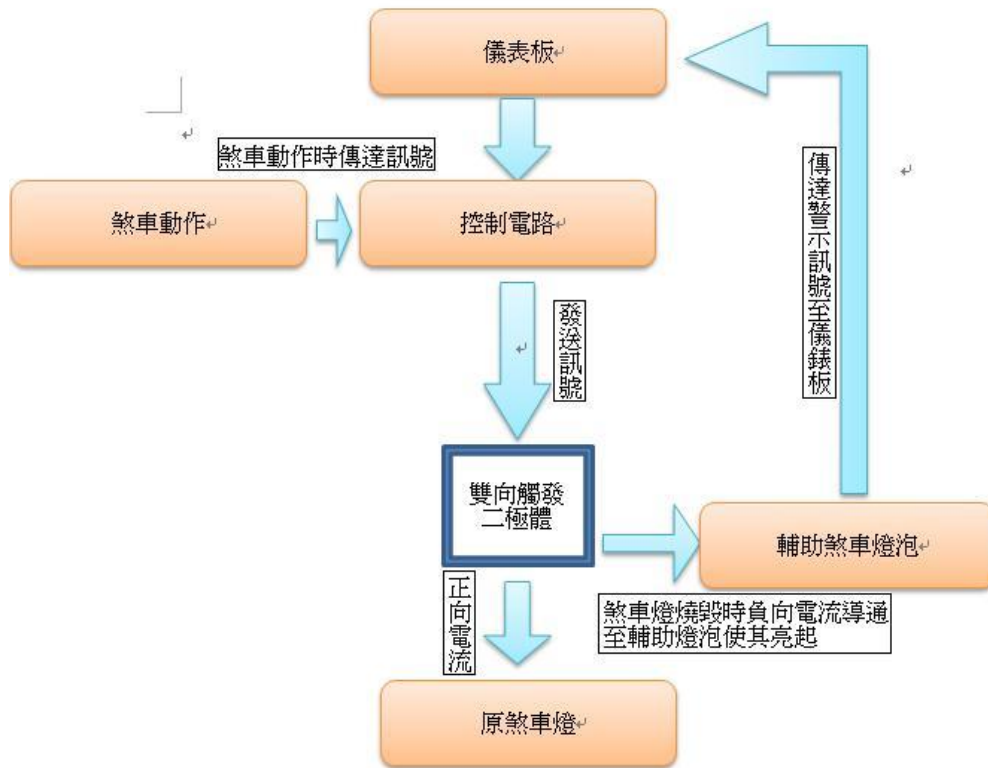 儀表板
煞車動作時傳達訊號
煞車動作
控制電路
傳達警示訊號至儀錶板
發送訊號
雙向觸發
二極體
輔助煞車燈泡
正向電流
煞車燈燒毀時負向電流導通
至輔助燈泡使其亮起
原煞車燈